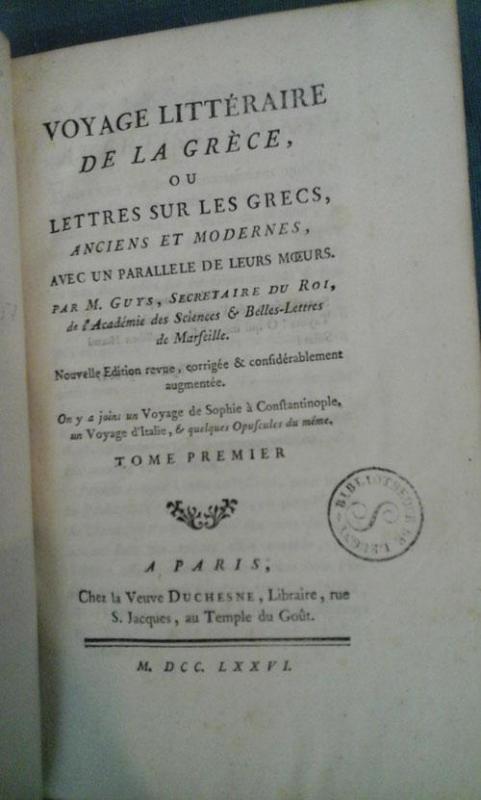 VOYAGE LITTÉRAIRE
DE LA GRÈCE,
OU
LETTRES SUR LES GRECS,
ANCIENS ET MODERNES,
AVEC UN PARALLELE DE LEURS MŒURS.
PAR M. GUYS, SECRETAIRE DU ROI,
de l'Académie des Sciences & Belles-Lettres
de Marſeille.
Nouvelle Edition revue, corrigée & conſidérablement
augmentée.
On y a joint un Voyage de Sophie à Conſtantinople,
un Voyage d'Italie, & quelques Opuſcules du même.
TOME PREMIER
BIBLIOTHEQUE DE
A PARIS,
Chez la Veuve DUCHESNE, Libraire, rue
S. Jacques, au Temple du Goût.
M. DCC. LXXVI.